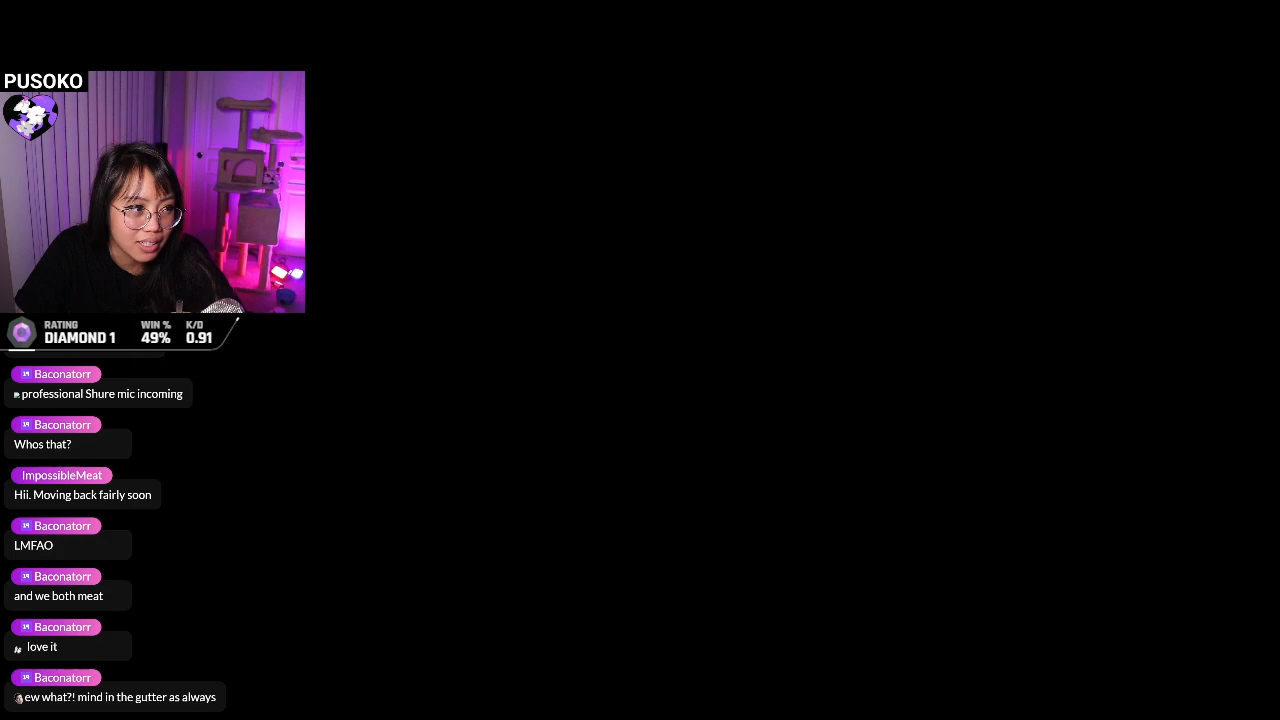 PUSOKO
RATING
DIAMOND 1
WIN %
49%
K/D
0.91
Baconatorr
professional Shure mic incoming
Baconatorr
Whos that?
ImpossibleMeat
Hii. Moving back fairly soon
Baconatorr
LMFAO
Baconatorr
and we both meat
Baconatorr
love it
Baconatorr
ew what?! mind in the gutter as always